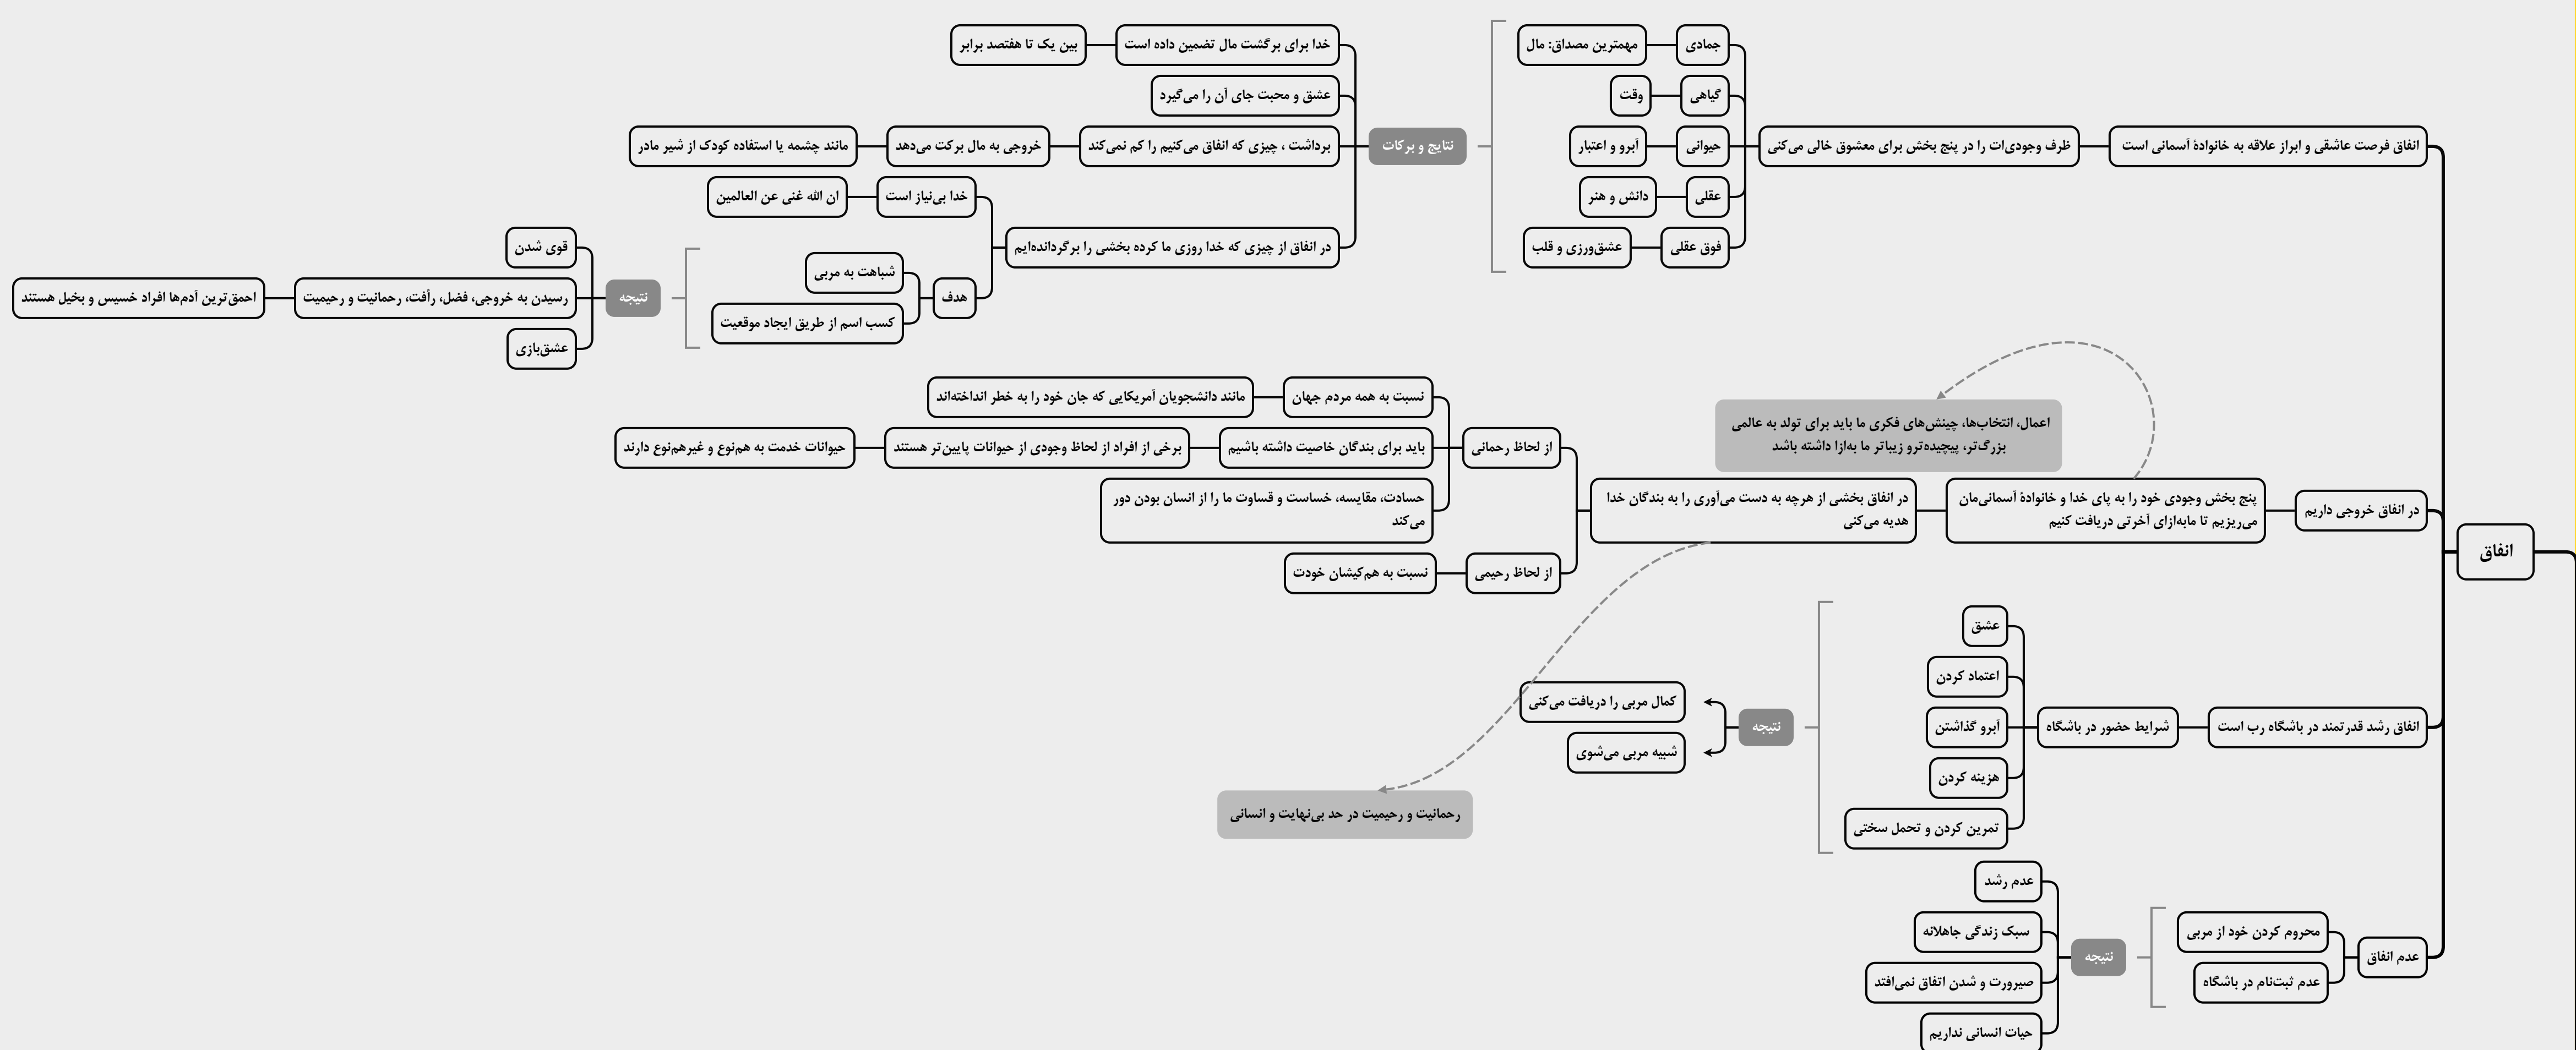 انفاق
انفاق فرصت عاشقی و ابراز علاقه به خانوادهٔ آسمانی است
ظرف وجودی‌ات را در پنج بخش برای معشوق خالی می‌کنی
جمادی
مهمترین مصداق: مال
گیاهی
وقت
حیوانی
آبرو و اعتبار
عقلی
دانش و هنر
فوق عقلی
عشق‌ورزی و قلب
نتایج و برکات
خدا برای برگشت مال تضمین داده است
بین یک تا هفتصد برابر
عشق و محبت جای آن را می‌گیرد
برداشت ، چیزی که انفاق می‌کنیم را کم نمی‌کند
خروجی به مال برکت می‌دهد
مانند چشمه یا استفاده کودک از شیر مادر
در انفاق از چیزی که خدا روزی ما کرده بخشی را برگردانده‌ایم
خدا بی‌نیاز است
ان الله غنی عن العالمین
هدف
شباهت به مربی
کسب اسم از طریق ایجاد موقعیت
نتیجه
قوی شدن
رسیدن به خروجی، فضل، رأفت، رحمانیت و رحیمیت
احمق‌ترین آدم‌ها افراد خسیس و بخیل هستند
عشق‌بازی
در انفاق خروجی داریم
پنج بخش وجودی خود را به پای خدا و خانوادهٔ آسمانی‌مان
می‌ریزیم تا مابه‌ازای آخرتی دریافت کنیم
اعمال، انتخاب‌ها، چینش‌های فکری ما باید برای تولد به عالمی
بزرگ‌تر، پیچیده‌ترو زیباتر ما به‌ازا داشته باشد
در انفاق بخشی از هرچه به دست می‌آوری را به بندگان خدا
هدیه می‌کنی
از لحاظ رحمانی
نسبت به همه مردم جهان
مانند دانشجویان آمریکایی که جان خود را به خطر انداخته‌اند
باید برای بندگان خاصیت داشته باشیم
برخی از افراد از لحاظ وجودی از حیوانات پایین‌تر هستند
حیوانات خدمت به هم‌نوع و غیرهم‌نوع دارند
حسادت، مقایسه، خساست و قساوت ما را از انسان بودن دور
می‌کند
از لحاظ رحیمی
نسبت به هم‌کیشان خودت
رحمانیت و رحیمیت در حد بی‌نهایت و انسانی
انفاق رشد قدرتمند در باشگاه رب است
شرایط حضور در باشگاه
عشق
اعتماد کردن
آبرو گذاشتن
هزینه کردن
تمرین کردن و تحمل سختی
نتیجه
کمال مربی را دریافت می‌کنی
شبیه مربی می‌شوی
عدم انفاق
محروم کردن خود از مربی
عدم ثبت‌نام در باشگاه
نتیجه
عدم رشد
سبک زندگی جاهلانه
صیرورت و شدن اتفاق نمی‌افتد
حیات انسانی نداریم